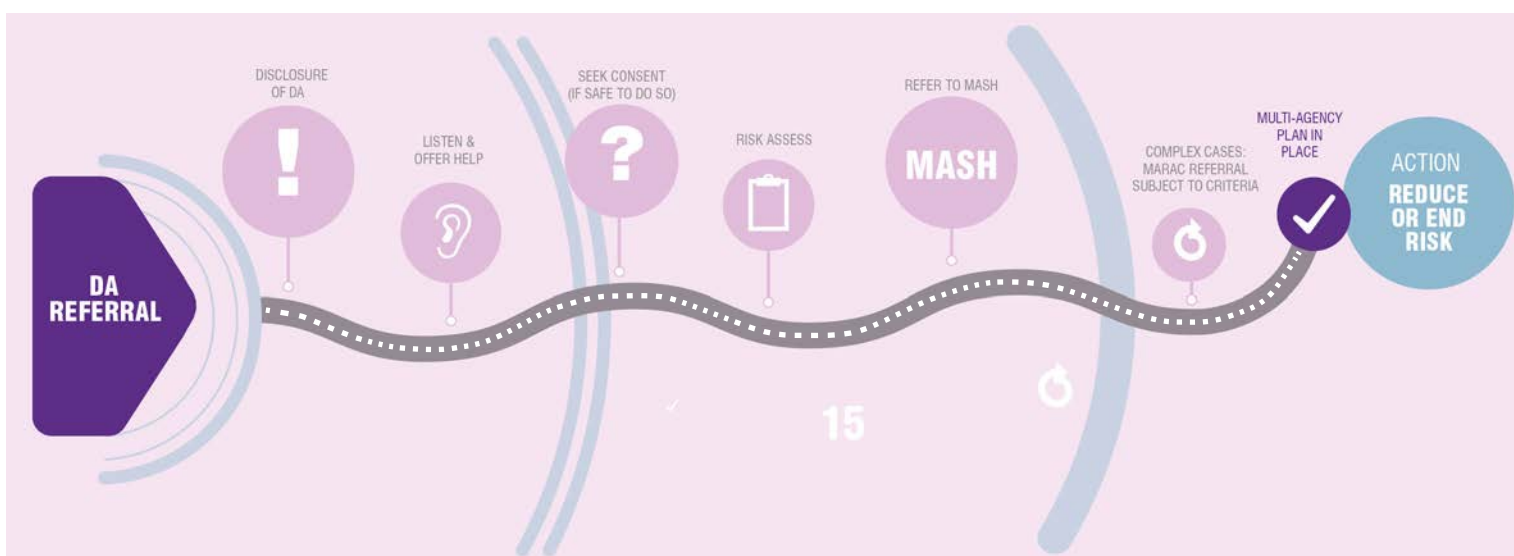 DA
REFERRAL
DISCLOSURE
OF DA
!
LISTEN &
OFFER HELP
SEEK CONSENT
(IF SAFE TO DO SO)
?
RISK ASSESS
REFER TO MASH
MASH
COMPLEX CASES:
MARAC REFERRAL
SUBJECT TO CRITERIA
MULTI-AGENCY
PLAN IN
PLACE
ACTION
REDUCE
OR END
RISK
15